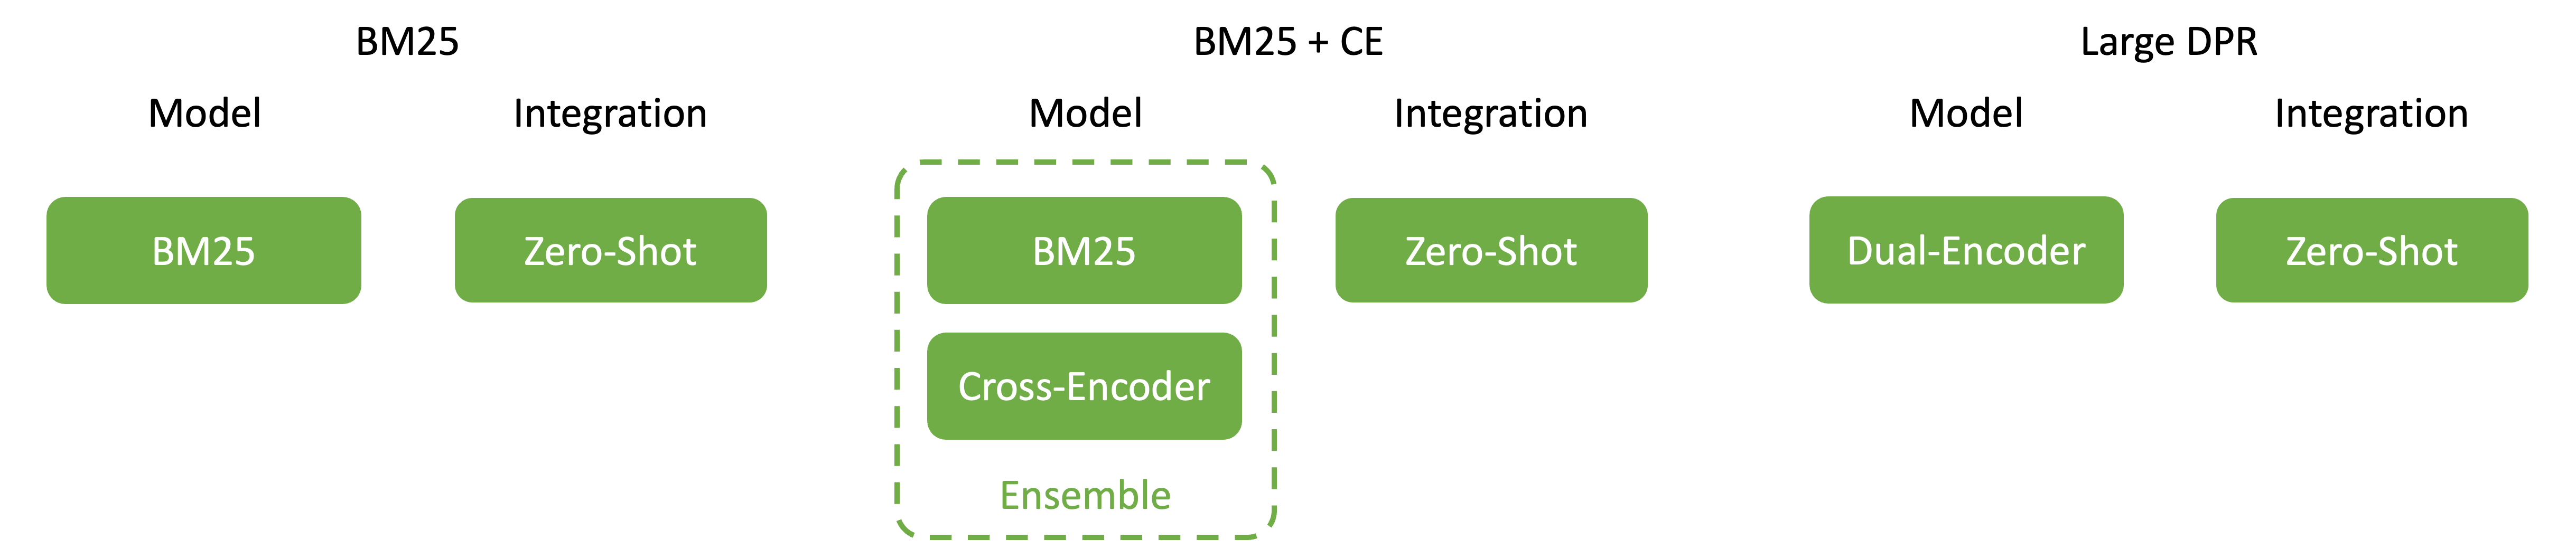 BM25
Model
Integration
BM25
Zero-Shot
BM25 + CE
Model
Integration
BM25
Zero-Shot
Cross-Encoder
Ensemble
Large DPR
Model
Integration
Dual-Encoder
Zero-Shot